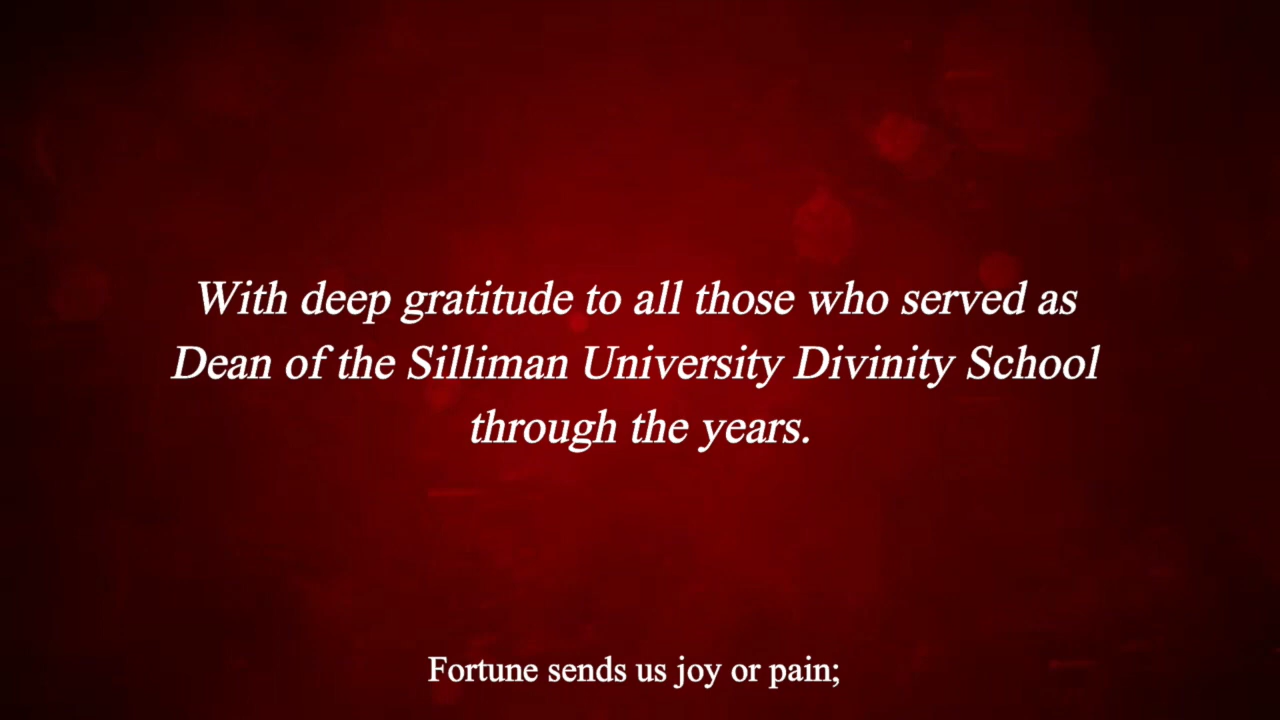 With deep gratitude to all those who served as
Dean of the Silliman University Divinity School
through the years.
Fortune sends us joy or pain;